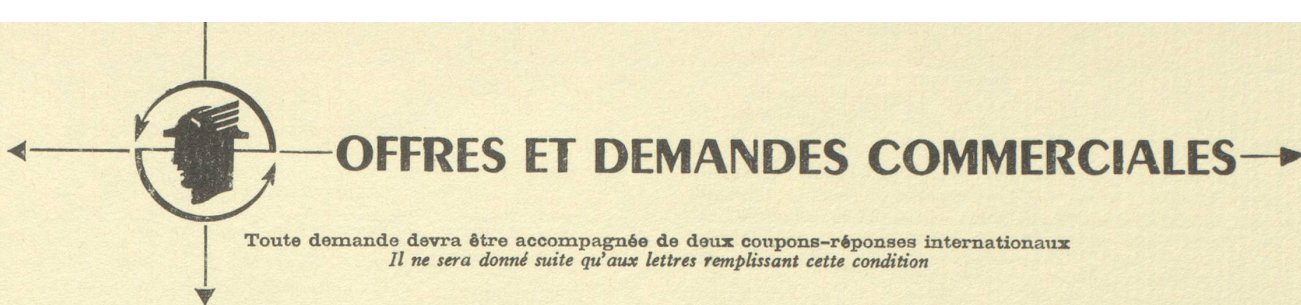 OFFRES ET DEMANDES COMMERCIALES
Toute demande devra être accompagnée de deux coupons-réponses internationaux
Il ne sera donné suite qu'aux lettres remplissant cette condition